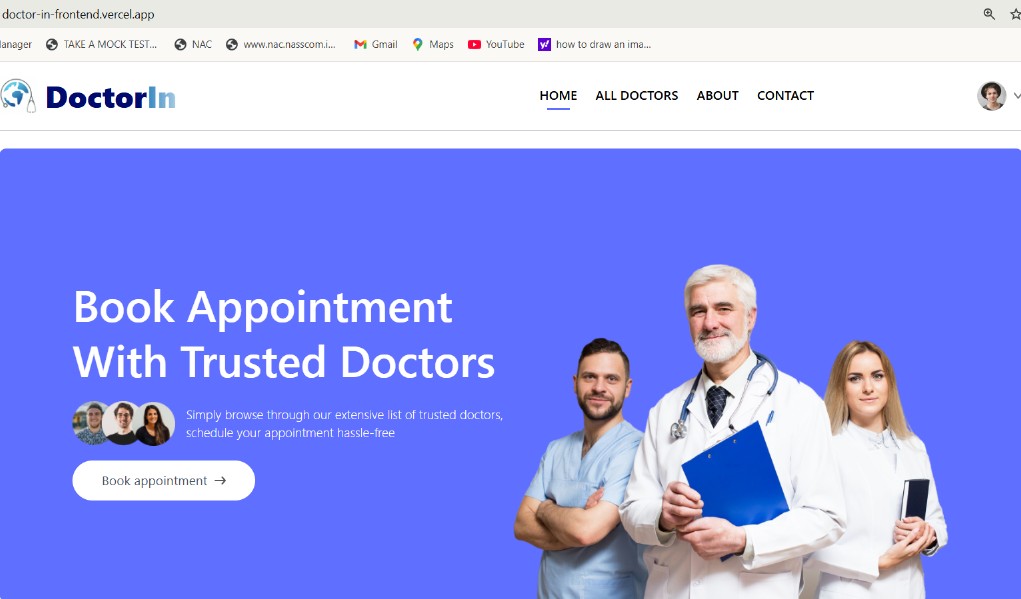 doctor-in-frontend.vercel.app
anager TAKE A MOCK TEST... NAC www.nac.nasscom.i... Gmail Maps YouTube how to draw an ima...
DoctorIn HOME ALL DOCTORS ABOUT CONTACT
Book Appointment
With Trusted Doctors
Simply browse through our extensive list of trusted doctors,
schedule your appointment hassle-free
Book appointment →